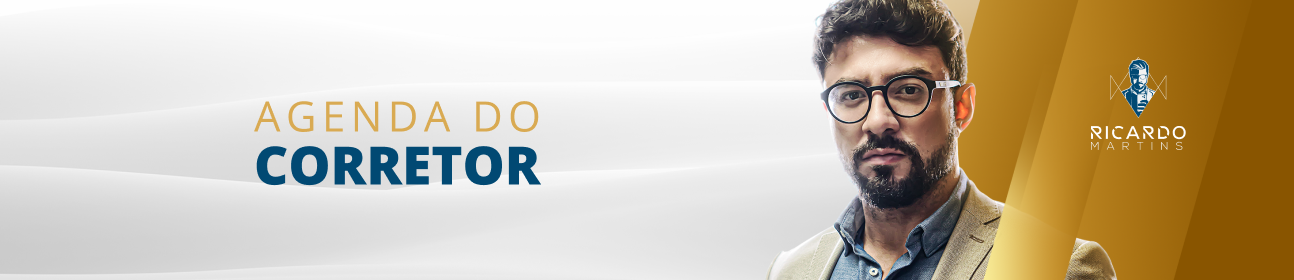 AGENDA DO
CORRETOR
RICARDO
MARTINS